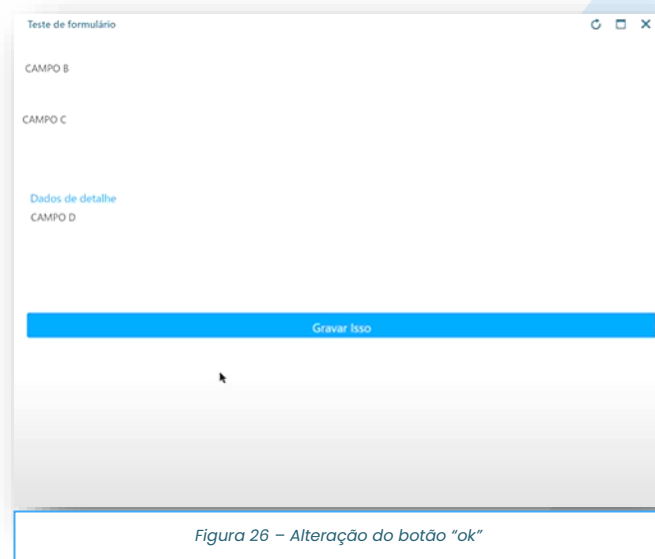 Teste de formulário
CAMPO B
CAMPO C
Dados de detalhe
CAMPO D
Gravar Isso
Figura 26 – Alteração do botão “ok”